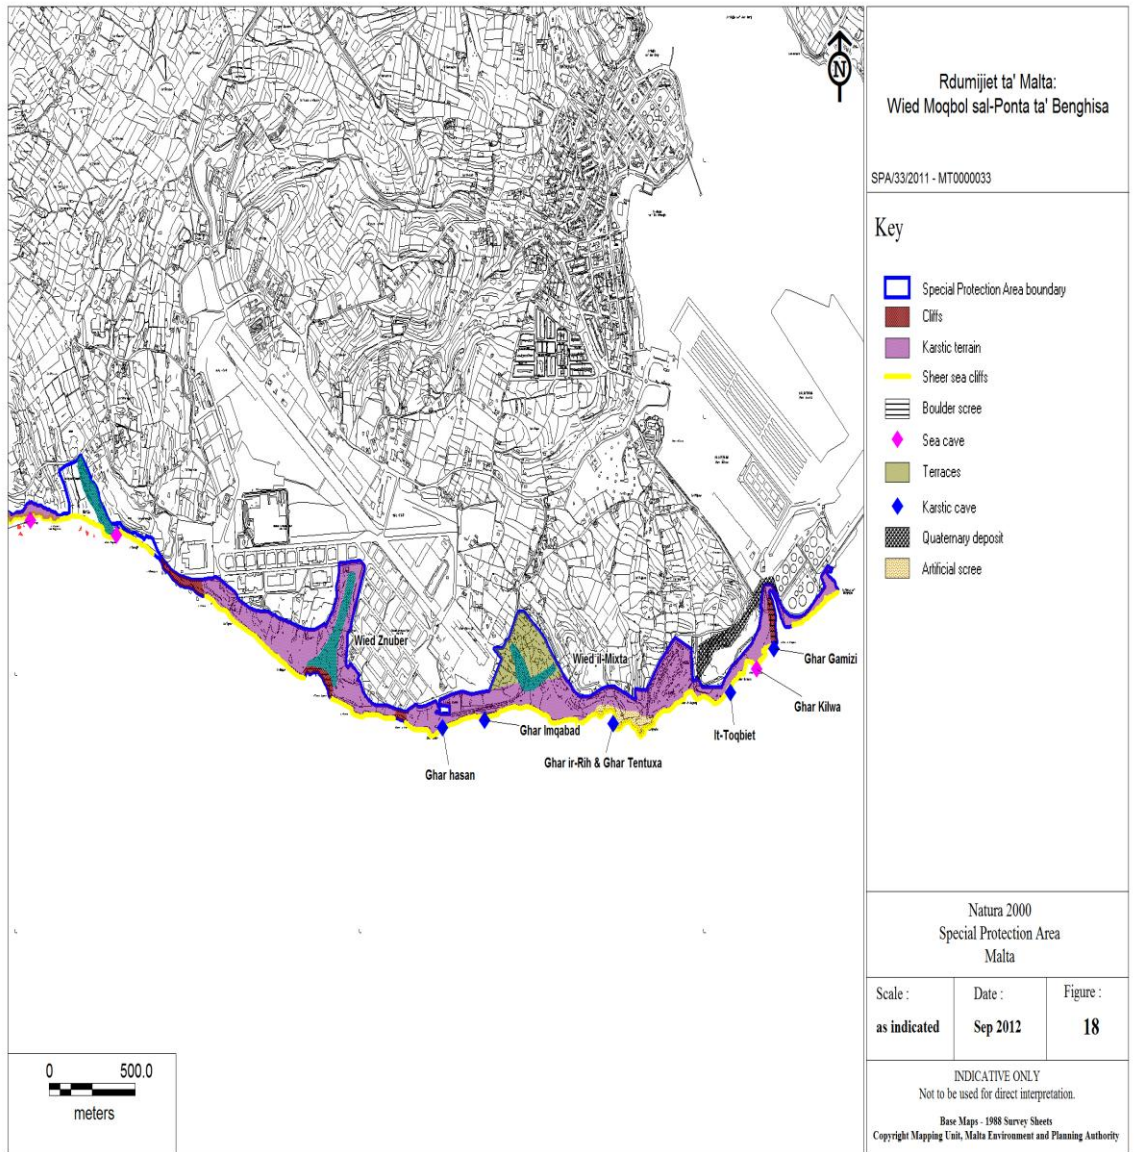 Rdumijiet ta' Malta:
Wied Moqbol sal-Ponta ta' Benghisa
SPA/33/2011 - MT0000033
Key
Special Protection Area boundary
Cliffs
Karstic terrain
Sheer sea cliffs
Boulder scree
Sea cave
Terraces
Karstic cave
Quaternary deposit
Artificial scree
N
Wied Znuber
Wied il-Mixta
Ghar Gamizi
Ghar Kilwa
It-Toqbiet
Ghar Imqabad
Ghar ir-Rih & Ghar Tentuxa
Ghar hasan
Natura 2000
Special Protection Area
Malta
Scale :
as indicated
Date :
Sep 2012
Figure :
18
INDICATIVE ONLY
Not to be used for direct interpretation.
Base Maps - 1988 Survey Sheets
Copyright Mapping Unit, Malta Environment and Planning Authority
0 500.0
meters